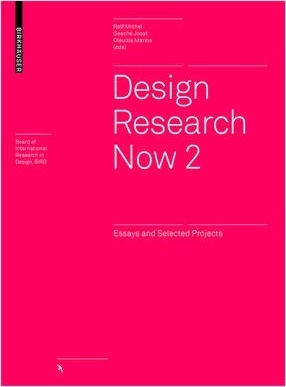 BIRKHÄUSER
Ralf Michel
Gesche Joost
Claudia Mareis
(eds)
Design
Research
Now 2
Board of
International
Research in
Design, BIRD
Essays and Selected Projects